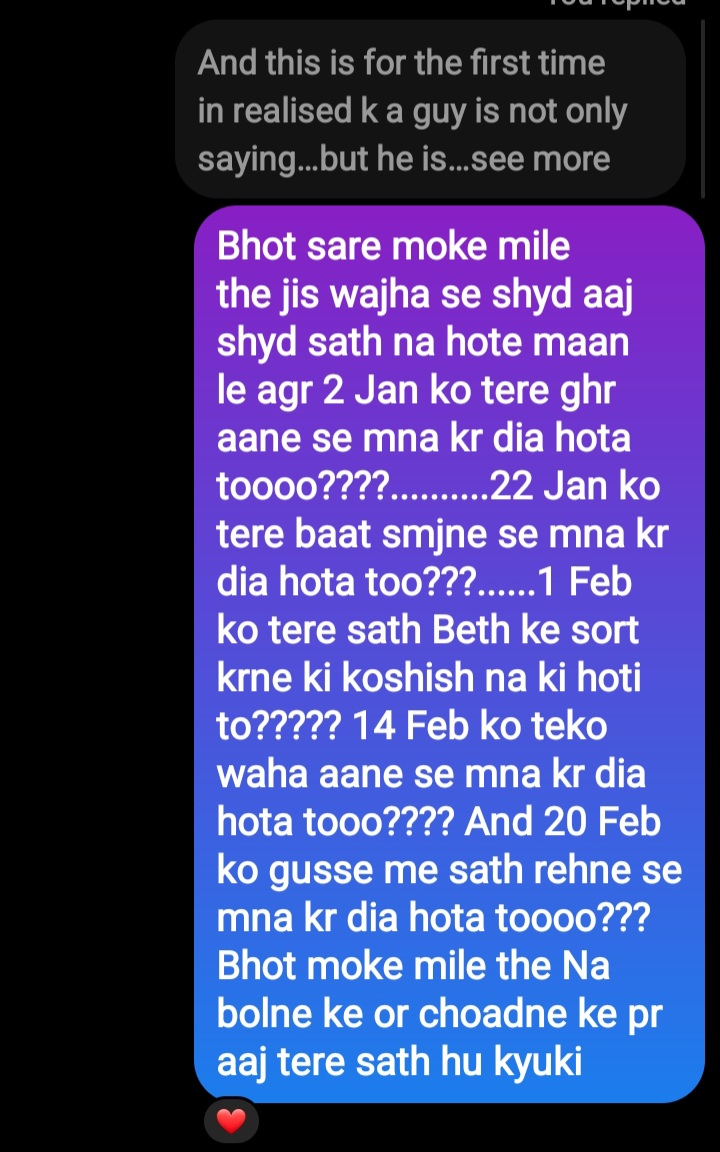 You replied
And this is for the first time
in realised k a guy is not only
saying...but he is...see more
Bhot sare moke mile
the jis wajha se shyd aaj
shyd sath na hote maan
le agr 2 Jan ko tere ghr
aane se mna kr dia hota
toooo????..........22 Jan ko
tere baat smjne se mna kr
dia hota too???......1 Feb
ko tere sath Beth ke sort
krne ki koshish na ki hoti
to????? 14 Feb ko teko
waha aane se mna kr dia
hota tooo???? And 20 Feb
ko gusse me sath rehne se
mna kr dia hota toooo???
Bhot moke mile the Na
bolne ke or choadne ke pr
aaj tere sath hu kyuki